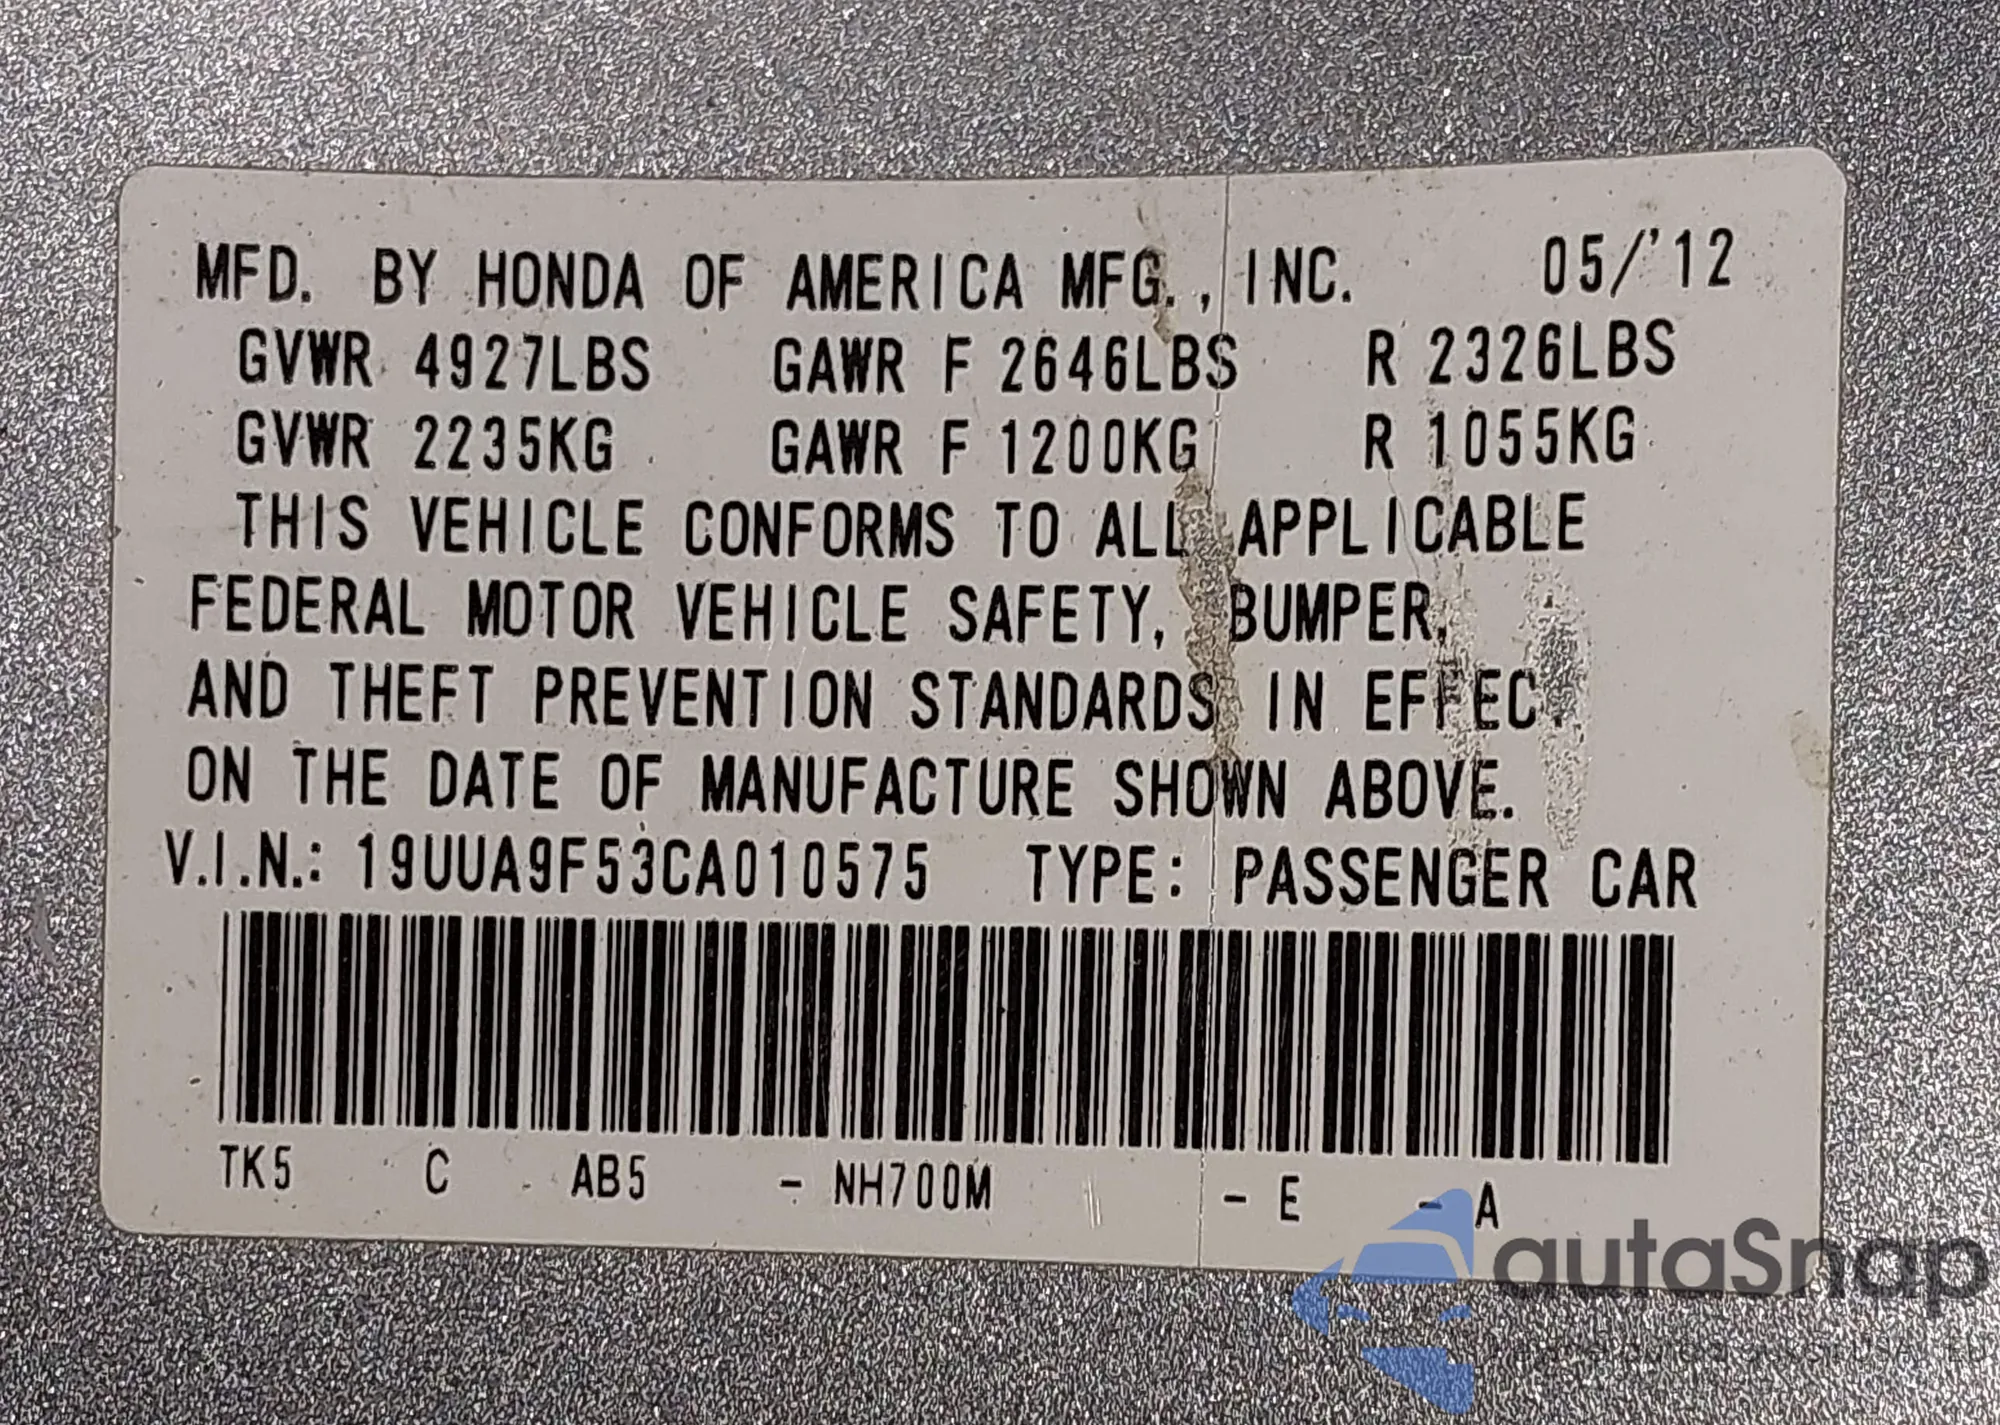 MFD. BY HONDA OF AMERICA MFG., INC. 05/'12
GVWR 4927LBS GAWR F 2646LBS R 2326LBS
GVWR 2235KG GAWR F 1200KG R 1055KG
THIS VEHICLE CONFORMS TO ALL APPLICABLE
FEDERAL MOTOR VEHICLE SAFETY, BUMPER,
AND THEFT PREVENTION STANDARDS IN EFFEC
ON THE DATE OF MANUFACTURE SHOWN ABOVE.
V.I.N.: 19UUA9F53CA010575 TYPE: PASSENGER CAR
TK5 C AB5 - NH700M - E - A
autaSnap